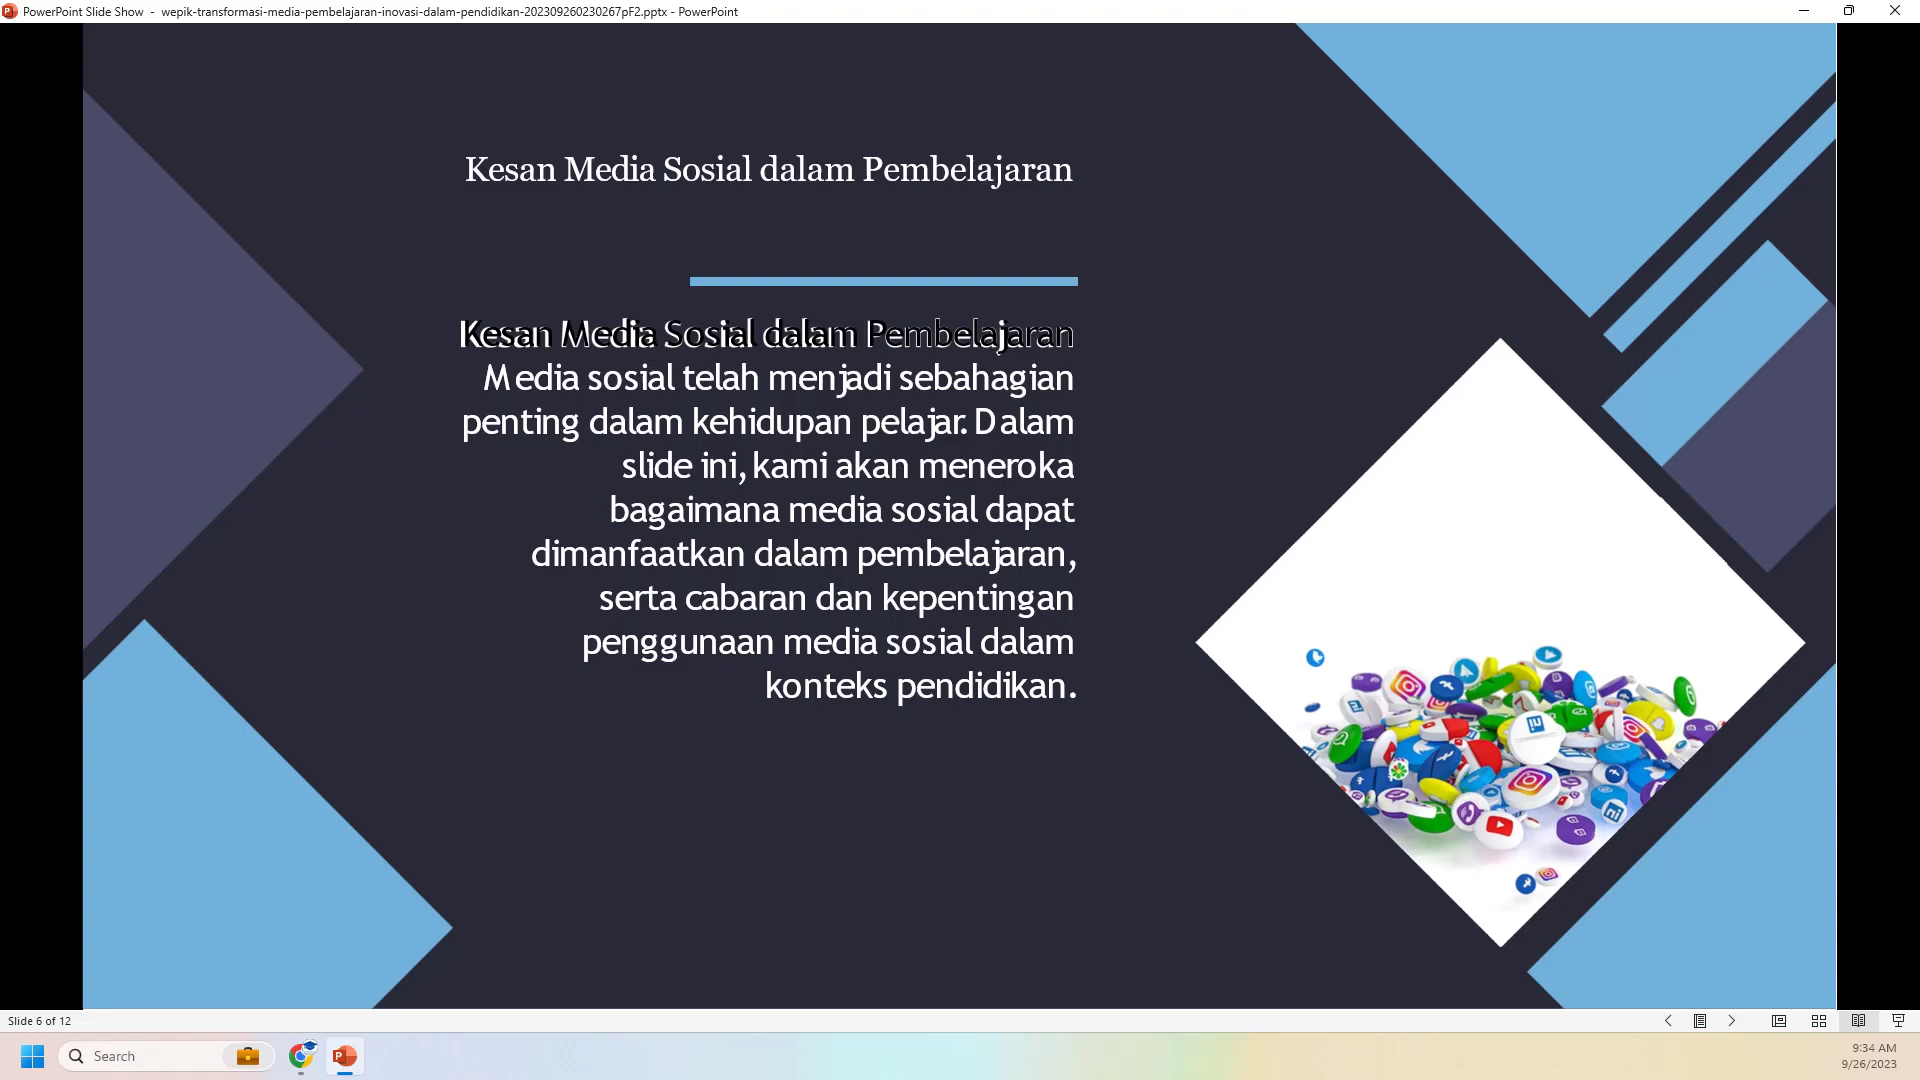 PowerPoint Slide Show - wepik-transformasi-media-pembelajaran-inovasi-dalam-pendidikan-202309260230267pF2.pptx - PowerPoint
Kesan Media Sosial dalam Pembelajaran
Kesan Media Sosial dalam Pembelajaran
Media sosial telah menjadi sebahagian
penting dalam kehidupan pelajar. Dalam
slide ini, kami akan meneroka
bagaimana media sosial dapat
dimanfaatkan dalam pembelajaran,
serta cabaran dan kepentingan
penggunaan media sosial dalam
konteks pendidikan.
Slide 6 of 12
Search
9:34 AM
9/26/2023